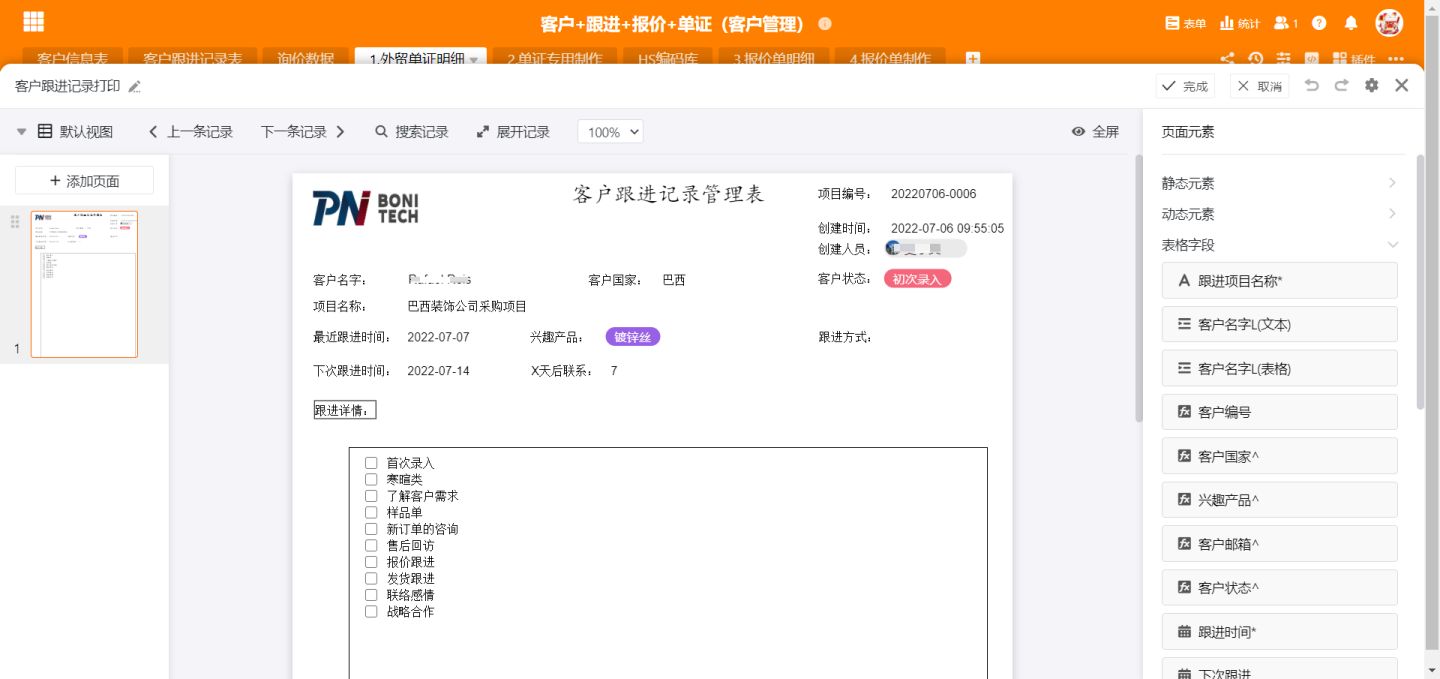 客户+跟进+报价+单证（客户管理）
表单 统计 1
客户信息表 客户跟进记录表 询价数据 1.外贸单证明细 2.单证专用制作 HS编码库 3.报价单明细 4.报价单制作 插件
客户跟进记录打印 完成 取消
默认视图 上一条记录 下一条记录 搜索记录 展开记录 100% 全屏
页面元素
添加页面
1
PNi BONI TECH
客户跟进记录管理表
项目编号： 20220706-0006
创建时间： 2022-07-06 09:55:05
创建人员：
客户名字： 客户国家： 巴西 客户状态： 初次录入
项目名称： 巴西装饰公司采购项目
最近跟进时间： 2022-07-07 兴趣产品： 镀锌丝 跟进方式：
下次跟进时间： 2022-07-14 X天后联系： 7
跟进详情：
首次录入
寒暄类
了解客户需求
样品单
新订单的咨询
售后回访
报价跟进
发货跟进
联络感情
战略合作
静态元素
动态元素
表格字段
跟进项目名称*
客户名字L(文本)
客户名字L(表格)
客户编号
客户国家^
兴趣产品^
客户邮箱^
客户状态^
跟进时间*
下次跟进